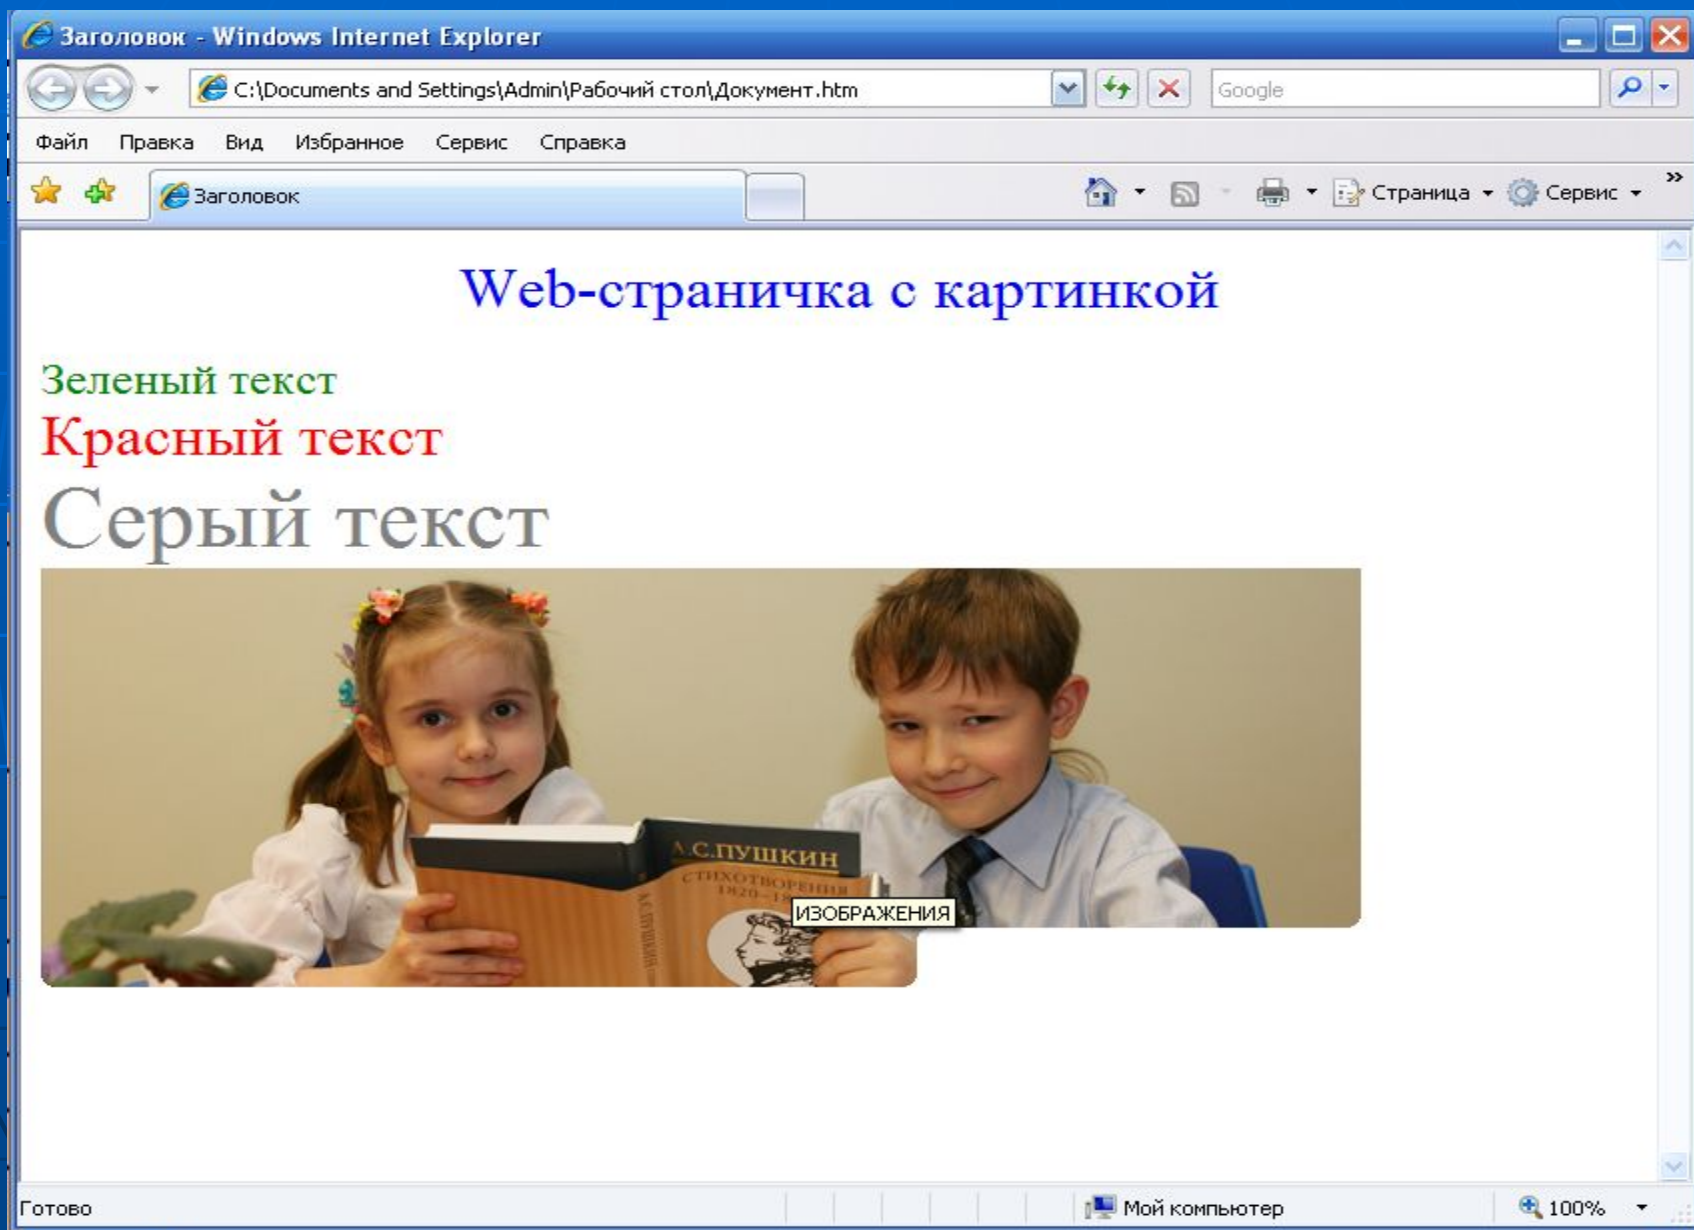 Заголовок - Windows Internet Explorer
C:\Documents and Settings\Admin\Рабочий стол\Документ.htm
Google
Файл Правка Вид Избранное Сервис Справка
Заголовок
Страница
Сервис
Web-страничка с картинкой
Зеленый текст
Красный текст
Серый текст
А.С.ПУШКИН
СТИХОТВОРЕНИЯ
А.С.ПУШКИН
ИЗОБРАЖЕНИЯ
Готово
Мой компьютер
100%